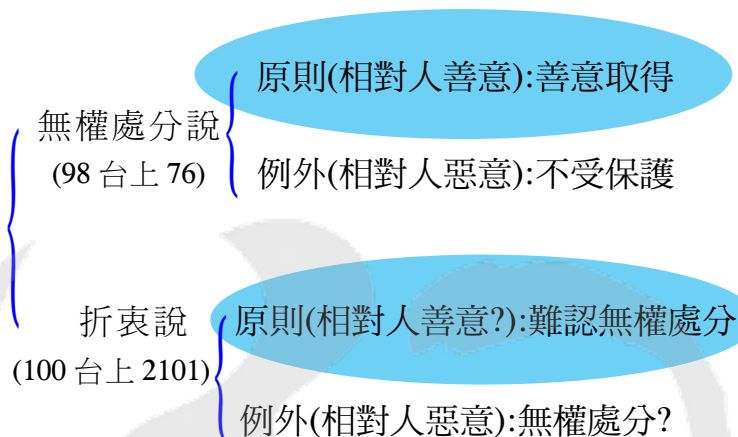 原則(相對人善意):善意取得
無權處分說
(98 台上 76)
例外(相對人惡意):不受保護
折衷說
原則(相對人善意?):難認無權處分
(100 台上 2101)
例外(相對人惡意):無權處分?